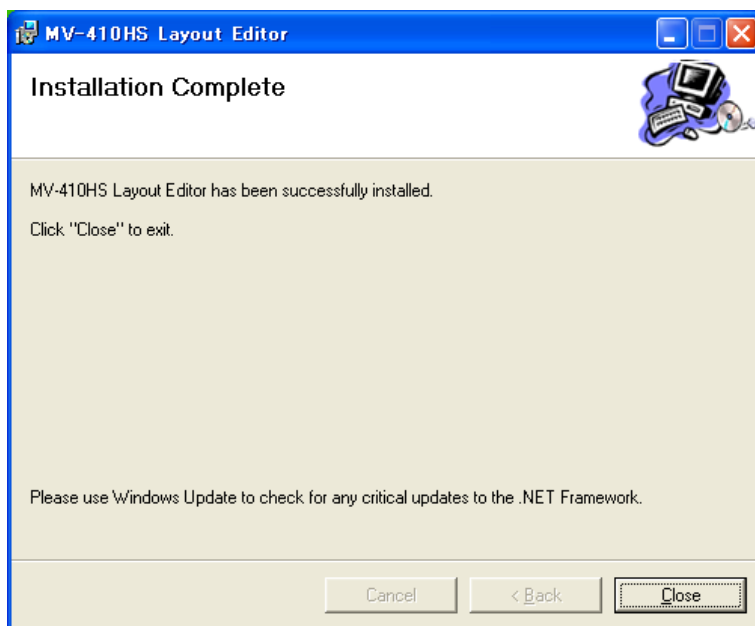 MV-410HS Layout Editor
Installation Complete
MV-410HS Layout Editor has been successfully installed.
Click "Close" to exit.
Please use Windows Update to check for any critical updates to the .NET Framework.
Cancel
< Back
Close